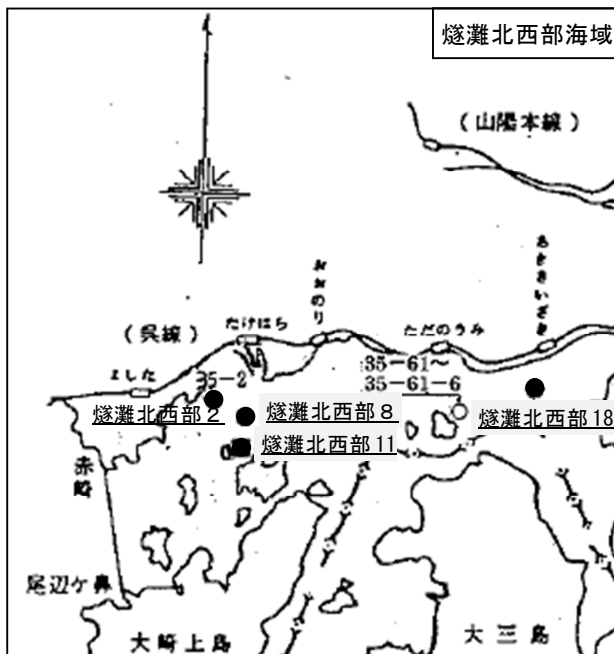 燧灘北西部海域
(山陽本線)
おおのり
あきさいざき
(呉線)
たけはら
ただのうみ
よした
35-2
35-61～
35-61-6
燧灘北西部2
燧灘北西部8
燧灘北西部18
燧灘北西部11
赤崎
尾辺ケ鼻
大崎上島
大三島